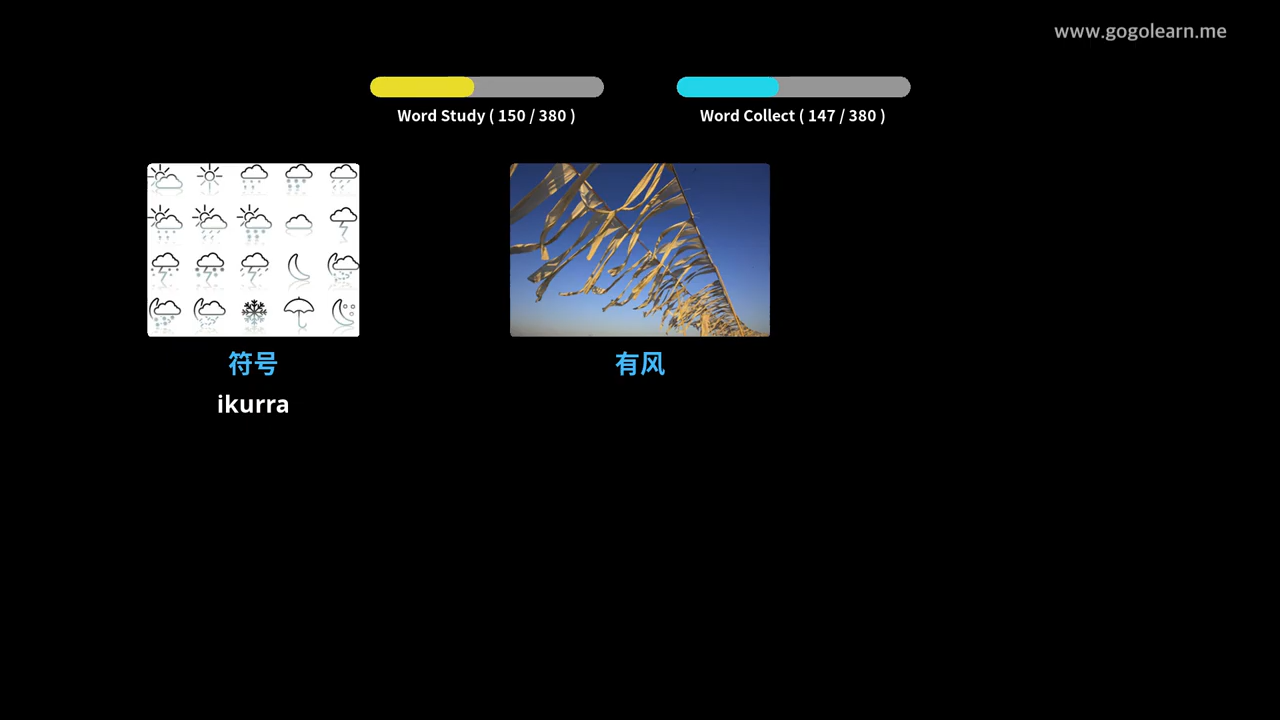 www.gogolearn.me
Word Study ( 150 / 380 )
Word Collect ( 147 / 380 )
符号
有风
ikurra